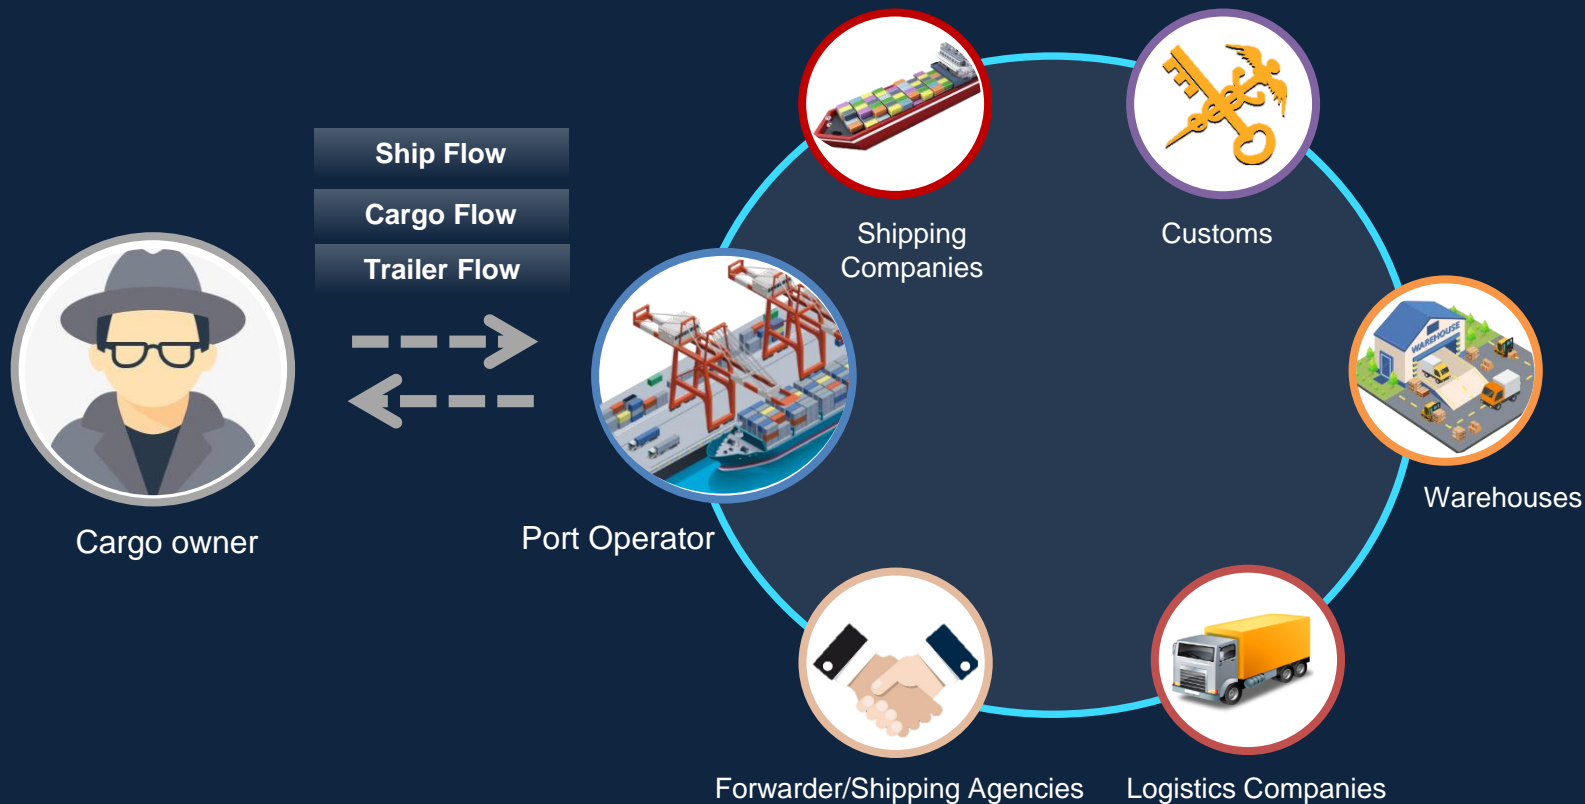 Ship Flow
Cargo Flow
Trailer Flow
Cargo owner
Port Operator
Shipping
Companies
Customs
WAREHOUSE
Warehouses
Forwarder/Shipping Agencies
Logistics Companies